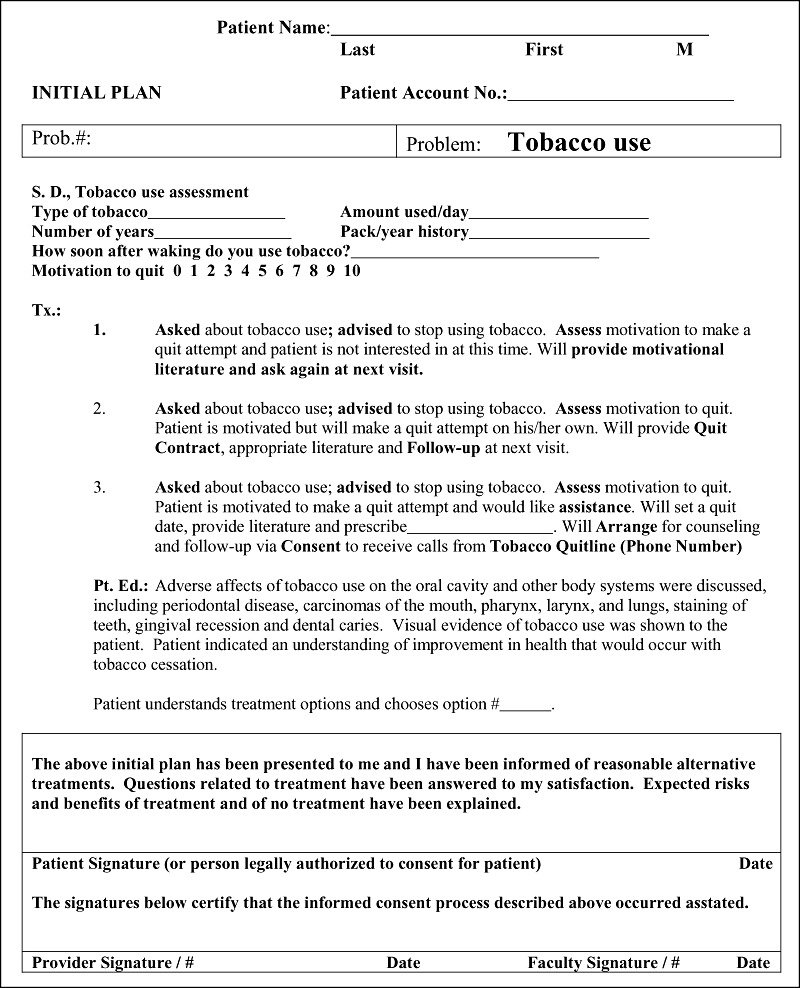 Patient Name:
Last First M
INITIAL PLAN Patient Account No.:
Prob.#: Problem: Tobacco use
S. D., Tobacco use assessment
Type of tobacco Amount used/day
Number of years Pack/year history
How soon after waking do you use tobacco?
Motivation to quit 0 1 2 3 4 5 6 7 8 9 10
Tx.:
1. Asked about tobacco use; advised to stop using tobacco. Assess motivation to make a
quit attempt and patient is not interested in at this time. Will provide motivational
literature and ask again at next visit.
2. Asked about tobacco use; advised to stop using tobacco. Assess motivation to quit.
Patient is motivated but will make a quit attempt on his/her own. Will provide Quit
Contract, appropriate literature and Follow-up at next visit.
3. Asked about tobacco use; advised to stop using tobacco. Assess motivation to quit.
Patient is motivated to make a quit attempt and would like assistance. Will set a quit
date, provide literature and prescribe________________. Will Arrange for counseling
and follow-up via Consent to receive calls from Tobacco Quitline (Phone Number)
Pt. Ed.: Adverse affects of tobacco use on the oral cavity and other body systems were discussed,
including periodontal disease, carcinomas of the mouth, pharynx, larynx, and lungs, staining of
teeth, gingival recession and dental caries. Visual evidence of tobacco use was shown to the
patient. Patient indicated an understanding of improvement in health that would occur with
tobacco cessation.
Patient understands treatment options and chooses option #______.
The above initial plan has been presented to me and I have been informed of reasonable alternative
treatments. Questions related to treatment have been answered to my satisfaction. Expected risks
and benefits of treatment and of no treatment have been explained.
Patient Signature (or person legally authorized to consent for patient) Date
The signatures below certify that the informed consent process described above occurred asstated.
Provider Signature / # Date Faculty Signature / # Date